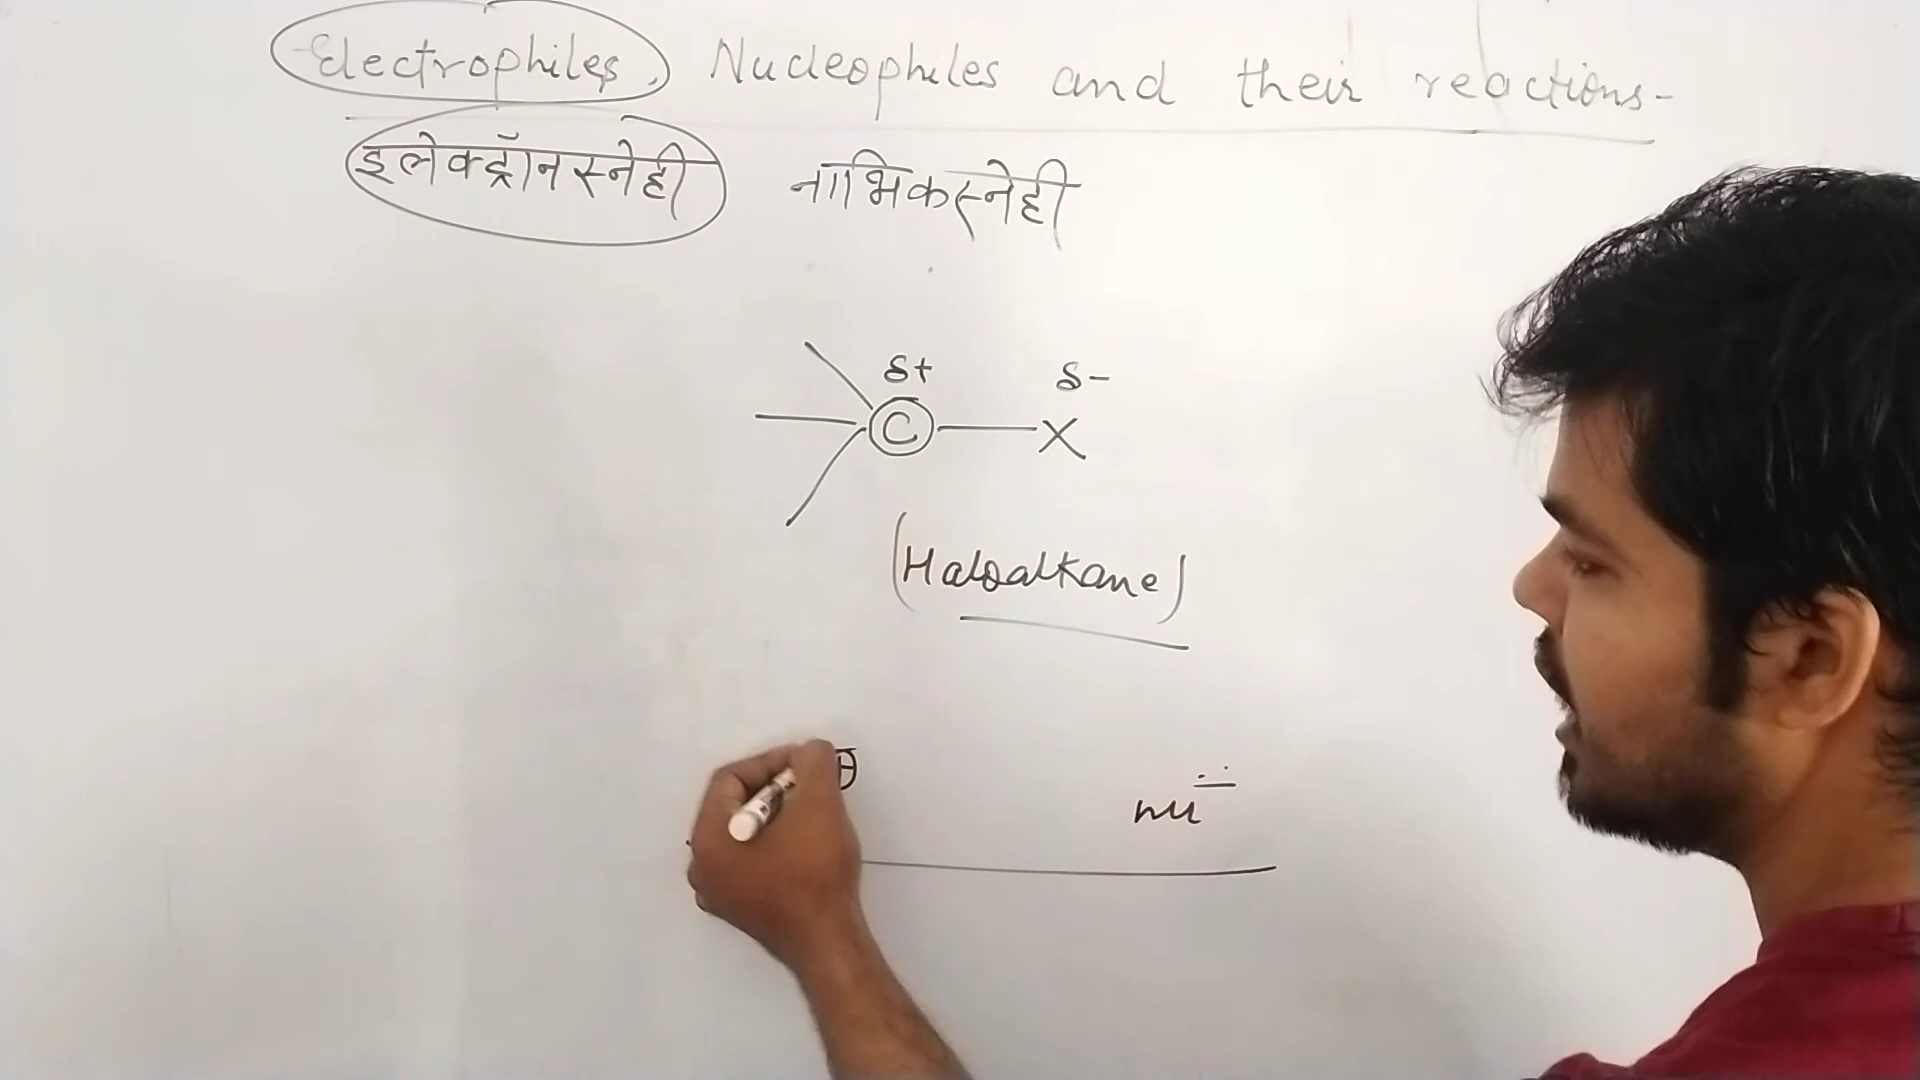 Electrophiles, Nucleophiles and their reactions-
इलेक्ट्रॉनस्नेही नाभिकस्नेही
δ+ δ-
C X
(Haloalkane)
⊕
nu⁻